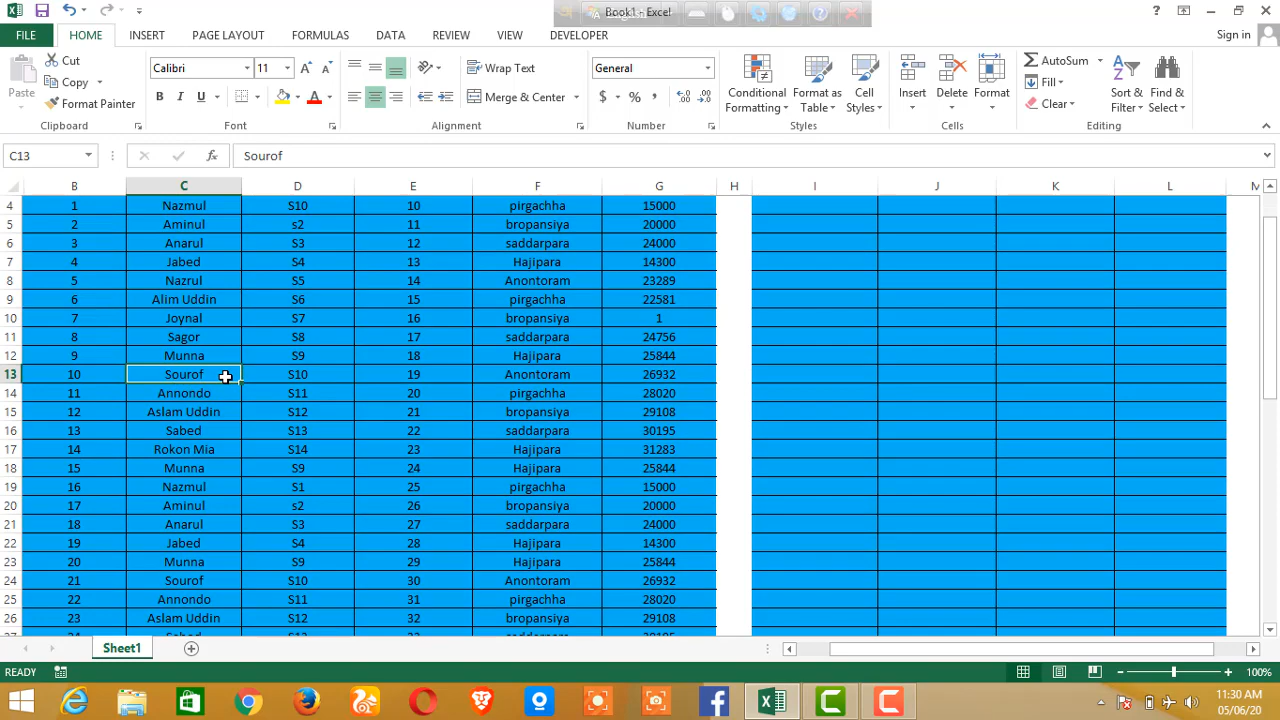 Book1 - Excel
Sign in
FILE HOME INSERT PAGE LAYOUT FORMULAS DATA REVIEW VIEW DEVELOPER
Paste
Cut
Copy
Format Painter
Clipboard
Calibri 11
B I U
Font
Wrap Text
Merge & Center
Alignment
General
$ % ,
Number
Conditional Formatting
Format as Table
Cell Styles
Styles
Insert Delete Format
Cells
AutoSum
Fill
Clear
Sort & Filter
Find & Select
Editing
C13 fx Sourof
B C D E F G H I J K L M
4 1 Nazmul S10 10 pirgachha 15000
5 2 Aminul s2 11 bropansiya 20000
6 3 Anarul S3 12 saddarpara 24000
7 4 Jabed S4 13 Hajipara 14300
8 5 Nazrul S5 14 Anontoram 23289
9 6 Alim Uddin S6 15 pirgachha 22581
10 7 Joynal S7 16 bropansiya 1
11 8 Sagor S8 17 saddarpara 24756
12 9 Munna S9 18 Hajipara 25844
13 10 Sourof S10 19 Anontoram 26932
14 11 Annondo S11 20 pirgachha 28020
15 12 Aslam Uddin S12 21 bropansiya 29108
16 13 Sabed S13 22 saddarpara 30195
17 14 Rokon Mia S14 23 Hajipara 31283
18 15 Munna S9 24 Hajipara 25844
19 16 Nazmul S1 25 pirgachha 15000
20 17 Aminul s2 26 bropansiya 20000
21 18 Anarul S3 27 saddarpara 24000
22 19 Jabed S4 28 Hajipara 14300
23 20 Munna S9 29 Hajipara 25844
24 21 Sourof S10 30 Anontoram 26932
25 22 Annondo S11 31 pirgachha 28020
26 23 Aslam Uddin S12 32 bropansiya 29108
Sheet1
READY
100%
11:30 AM
05/06/20